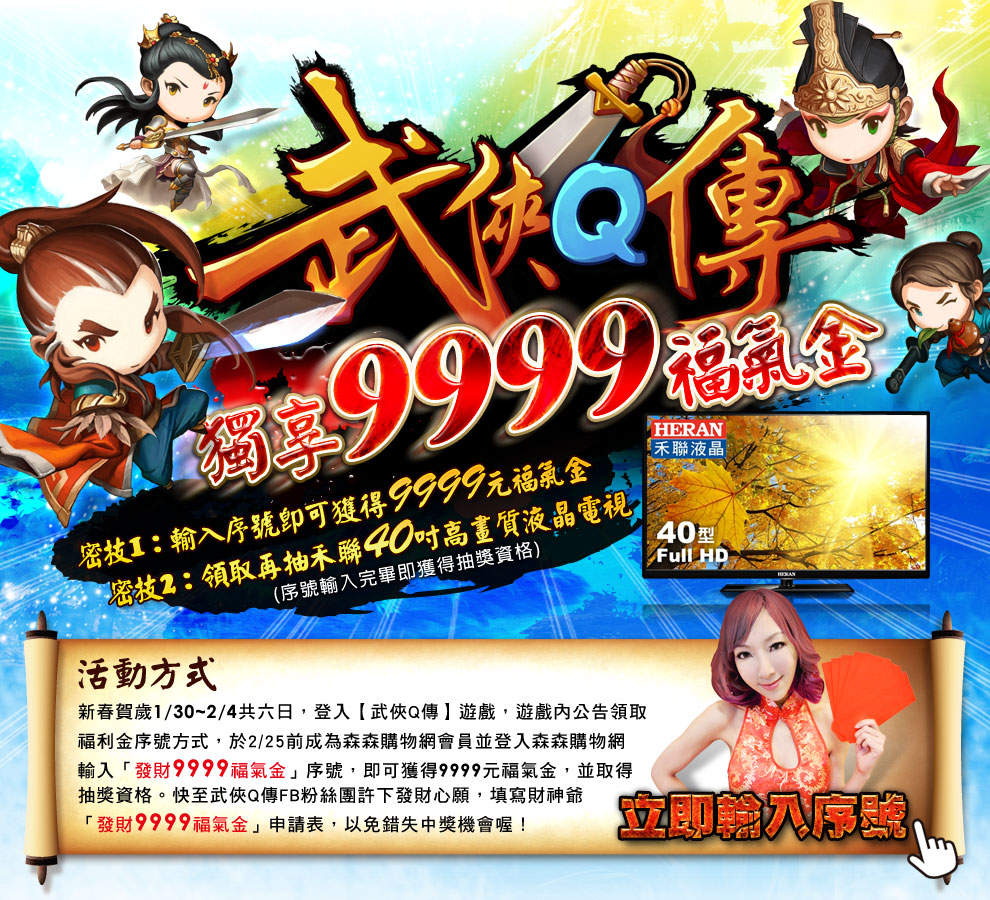 武俠Q傳
獨享9999福氣金
密技1：輸入序號即可獲得9999元福氣金
密技2：領取再抽禾聯40吋高畫質液晶電視
(序號輸入完畢即獲得抽獎資格)
HERAN
禾聯液晶
40型
Full HD
HERAN
活動方式
新春賀歲1/30~2/4共六日，登入【武俠Q傳】遊戲，遊戲內公告領取
福利金序號方式，於2/25前成為森森購物網會員並登入森森購物網
輸入「發財9999福氣金」序號，即可獲得9999元福氣金，並取得
抽獎資格。快至武俠Q傳FB粉絲團許下發財心願，填寫財神爺
「發財9999福氣金」申請表，以免錯失中獎機會喔！
立即輸入序號